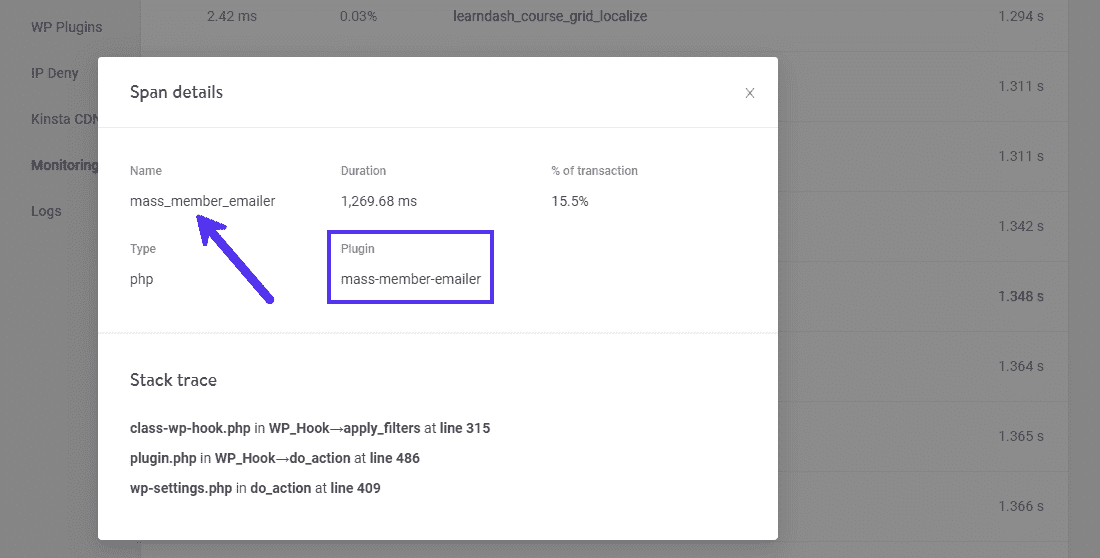 2.42 ms 0.03% learndash_course_grid_localize 1.294 s
WP Plugins
IP Deny
Kinsta CDN
Monitoring
Logs
1.311 s
1.311 s
1.342 s
1.348 s
1.364 s
1.365 s
1.366 s
Span details
Name Duration % of transaction
mass_member_emailer 1,269.68 ms 15.5%
Type Plugin
php mass-member-emailer
Stack trace
class-wp-hook.php in WP_Hook→apply_filters at line 315
plugin.php in WP_Hook→do_action at line 486
wp-settings.php in do_action at line 409